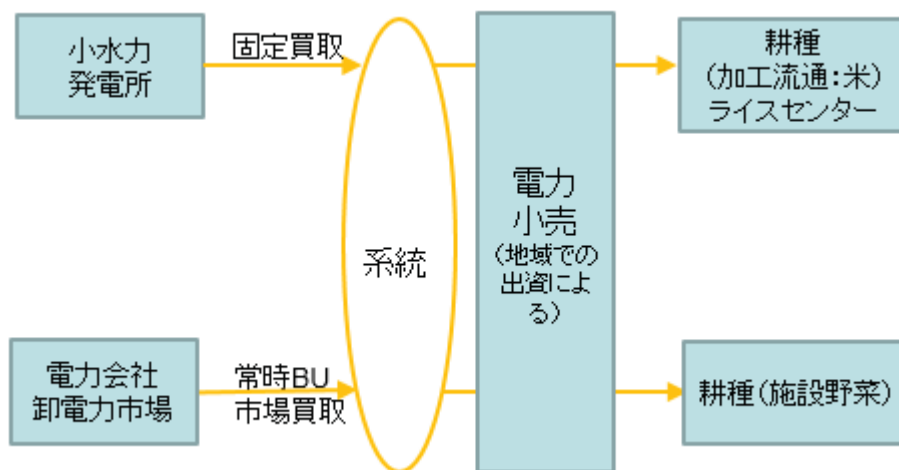 小水力
発電所
固定買取
系統
電力
小売
(地域での
出資によ
る)
耕種
(加工流通:米)
ライスセンター
電力会社
卸電力市場
常時BU
市場買取
耕種(施設野菜)